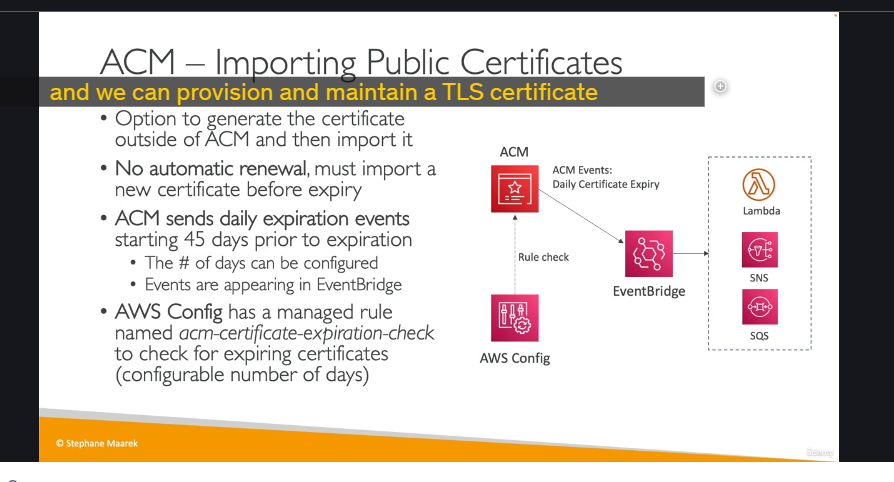 ACM – Importing Public Certificates
and we can provision and maintain a TLS certificate
• Option to generate the certificate
outside of ACM and then import it
• No automatic renewal, must import a
new certificate before expiry
• ACM sends daily expiration events
starting 45 days prior to expiration
• The # of days can be configured
• Events are appearing in EventBridge
• AWS Config has a managed rule
named acm-certificate-expiration-check
to check for expiring certificates
(configurable number of days)
ACM
ACM Events:
Daily Certificate Expiry
Rule check
AWS Config
EventBridge
Lambda
SNS
SQS
© Stephane Maarek
Udemy